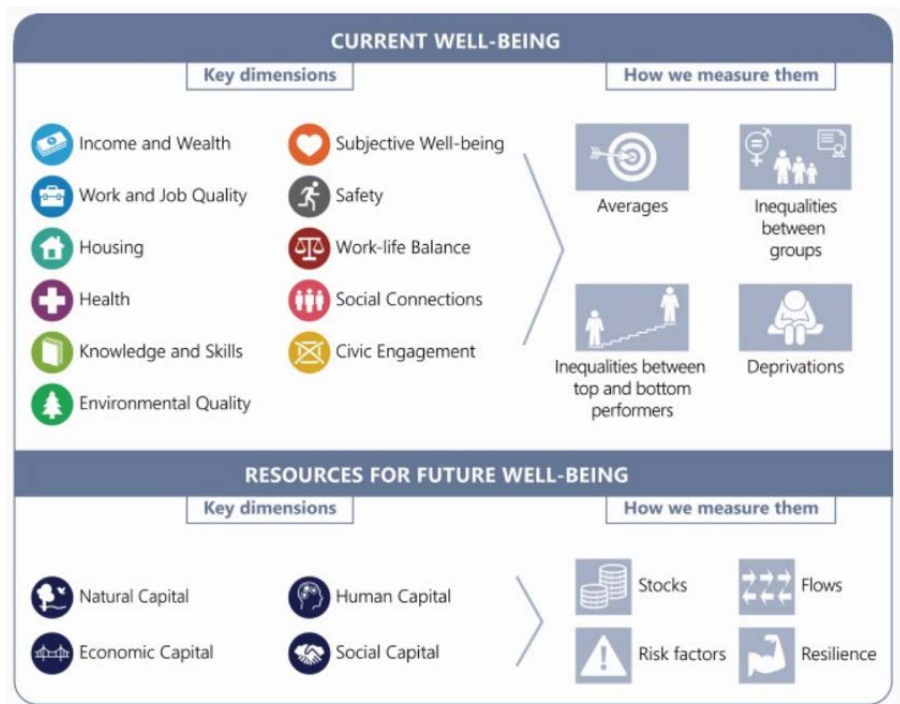 CURRENT WELL-BEING
Key dimensions
How we measure them
Income and Wealth
Work and Job Quality
Housing
Health
Knowledge and Skills
Environmental Quality
Subjective Well-being
Safety
Work-life Balance
Social Connections
Civic Engagement
Averages
Inequalities
between
groups
Inequalities between
top and bottom
performers
Deprivations
RESOURCES FOR FUTURE WELL-BEING
Key dimensions
How we measure them
Natural Capital
Economic Capital
Human Capital
Social Capital
Stocks
Flows
Risk factors
Resilience